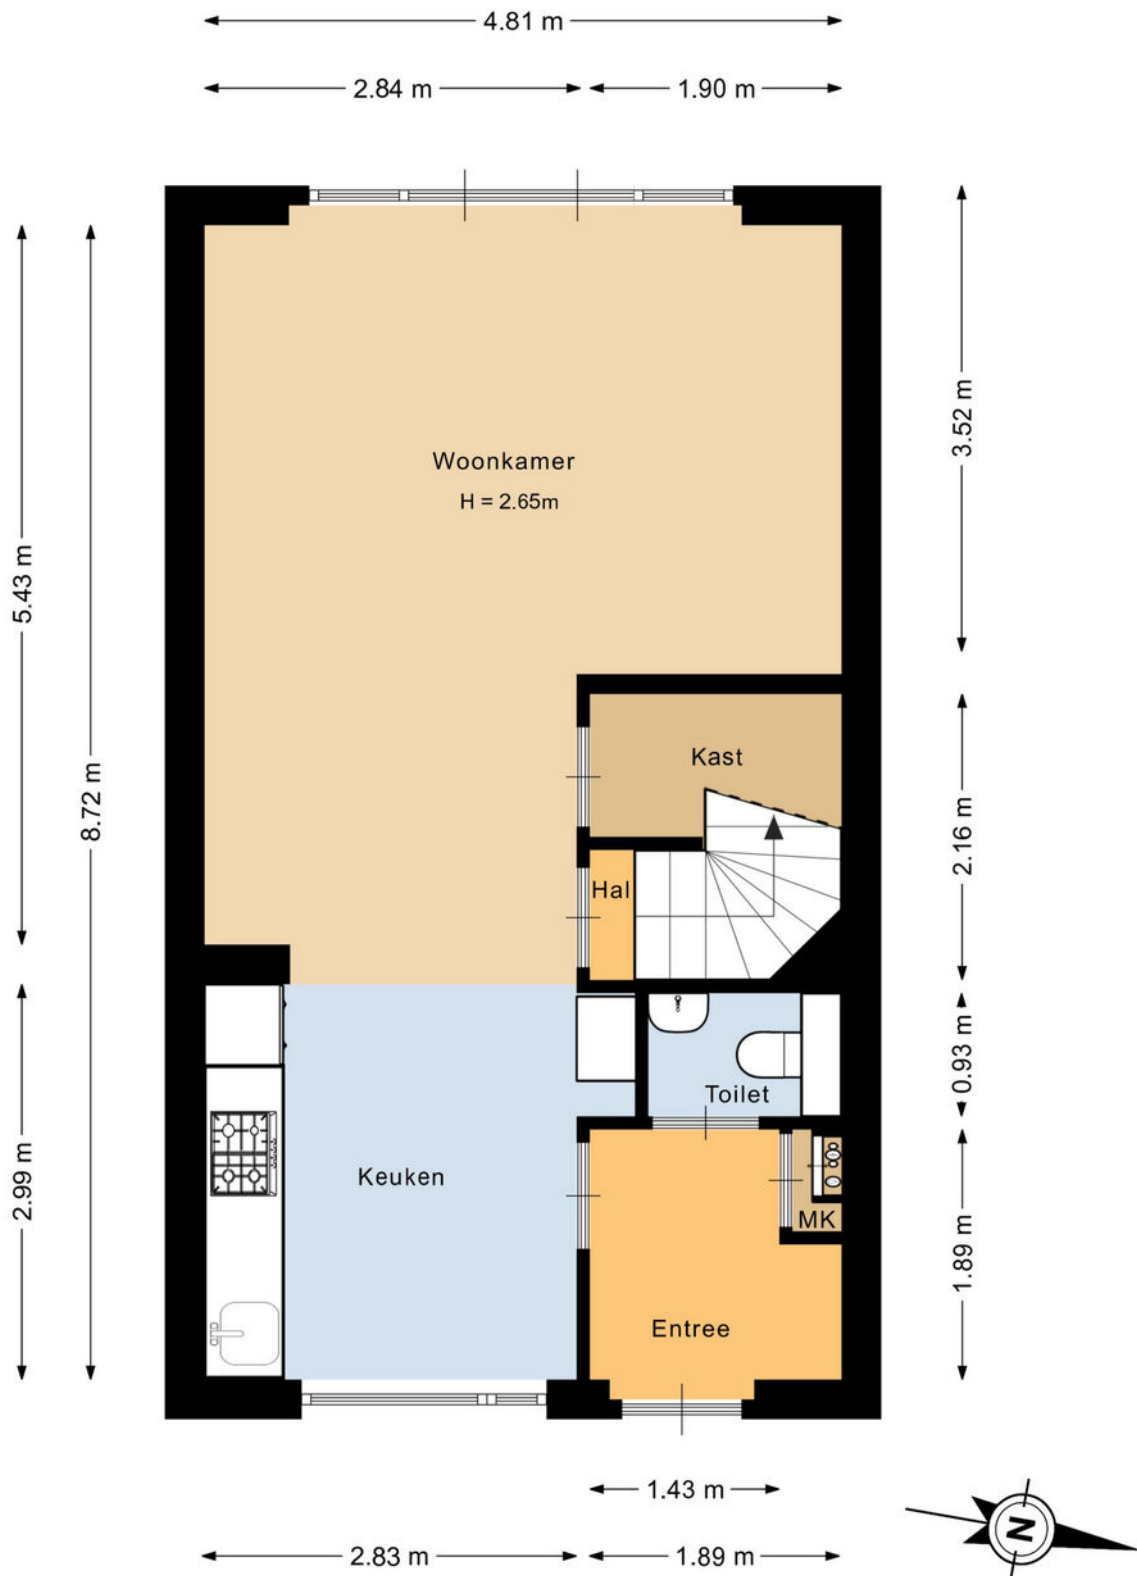 4.81 m
2.84 m
1.90 m
3.52 m
Woonkamer
H = 2.65m
5.43 m
8.72 m
Kast
2.16 m
Hal
0.93 m
Toilet
Keuken
2.99 m
MK
1.89 m
Entree
1.43 m
N
2.83 m
1.89 m